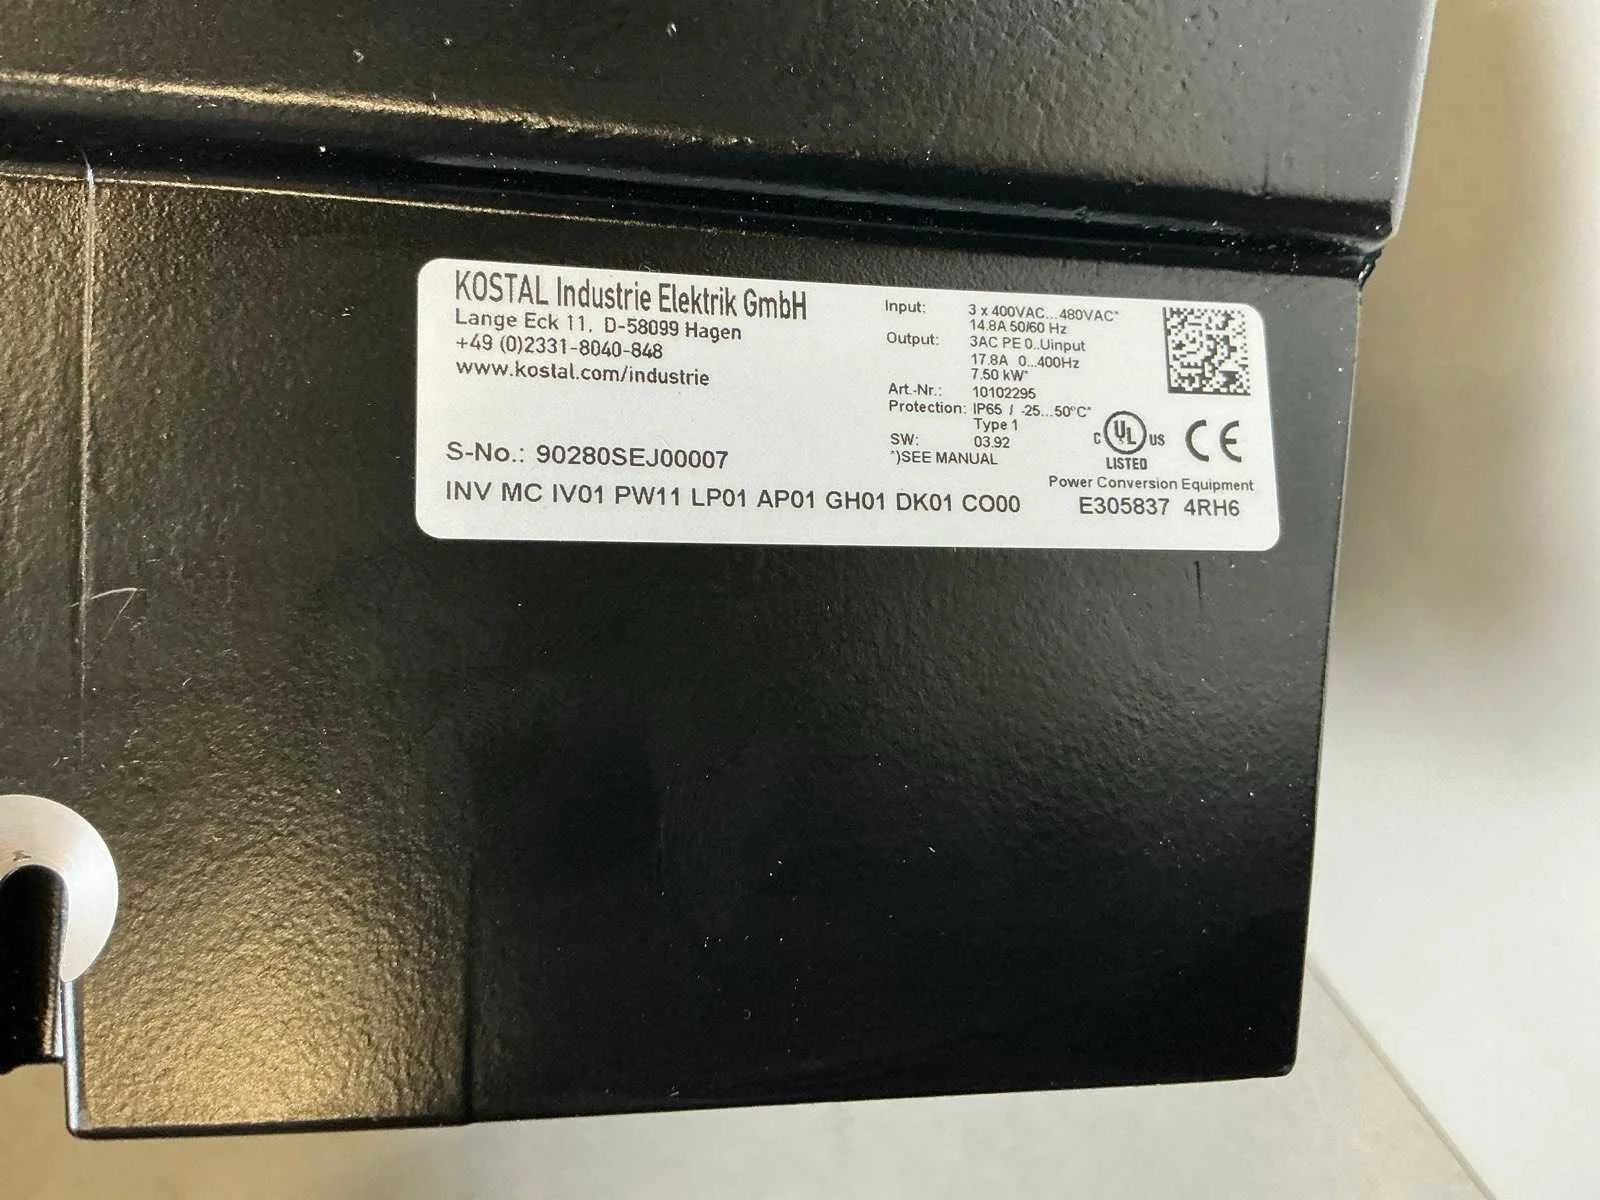 KOSTAL Industrie Elektrik GmbH
Lange Eck 11, D-58099 Hagen
+49 (0)2331-8040-848
www.kostal.com/industrie
S-No.: 90280SEJ00007
INV MC IV01 PW11 LP01 AP01 GH01 DK01 CO00
Input: 3 x 400VAC...480VAC*
14.8A 50/60 Hz
Output: 3AC PE 0..Uinput
17.8A 0...400Hz
7.50 kW*
Art.-Nr.: 10102295
Protection: IP65 / -25...50°C*
Type 1
SW: 03.92
*)SEE MANUAL
C UL US CE
LISTED
Power Conversion Equipment
E305837 4RH6